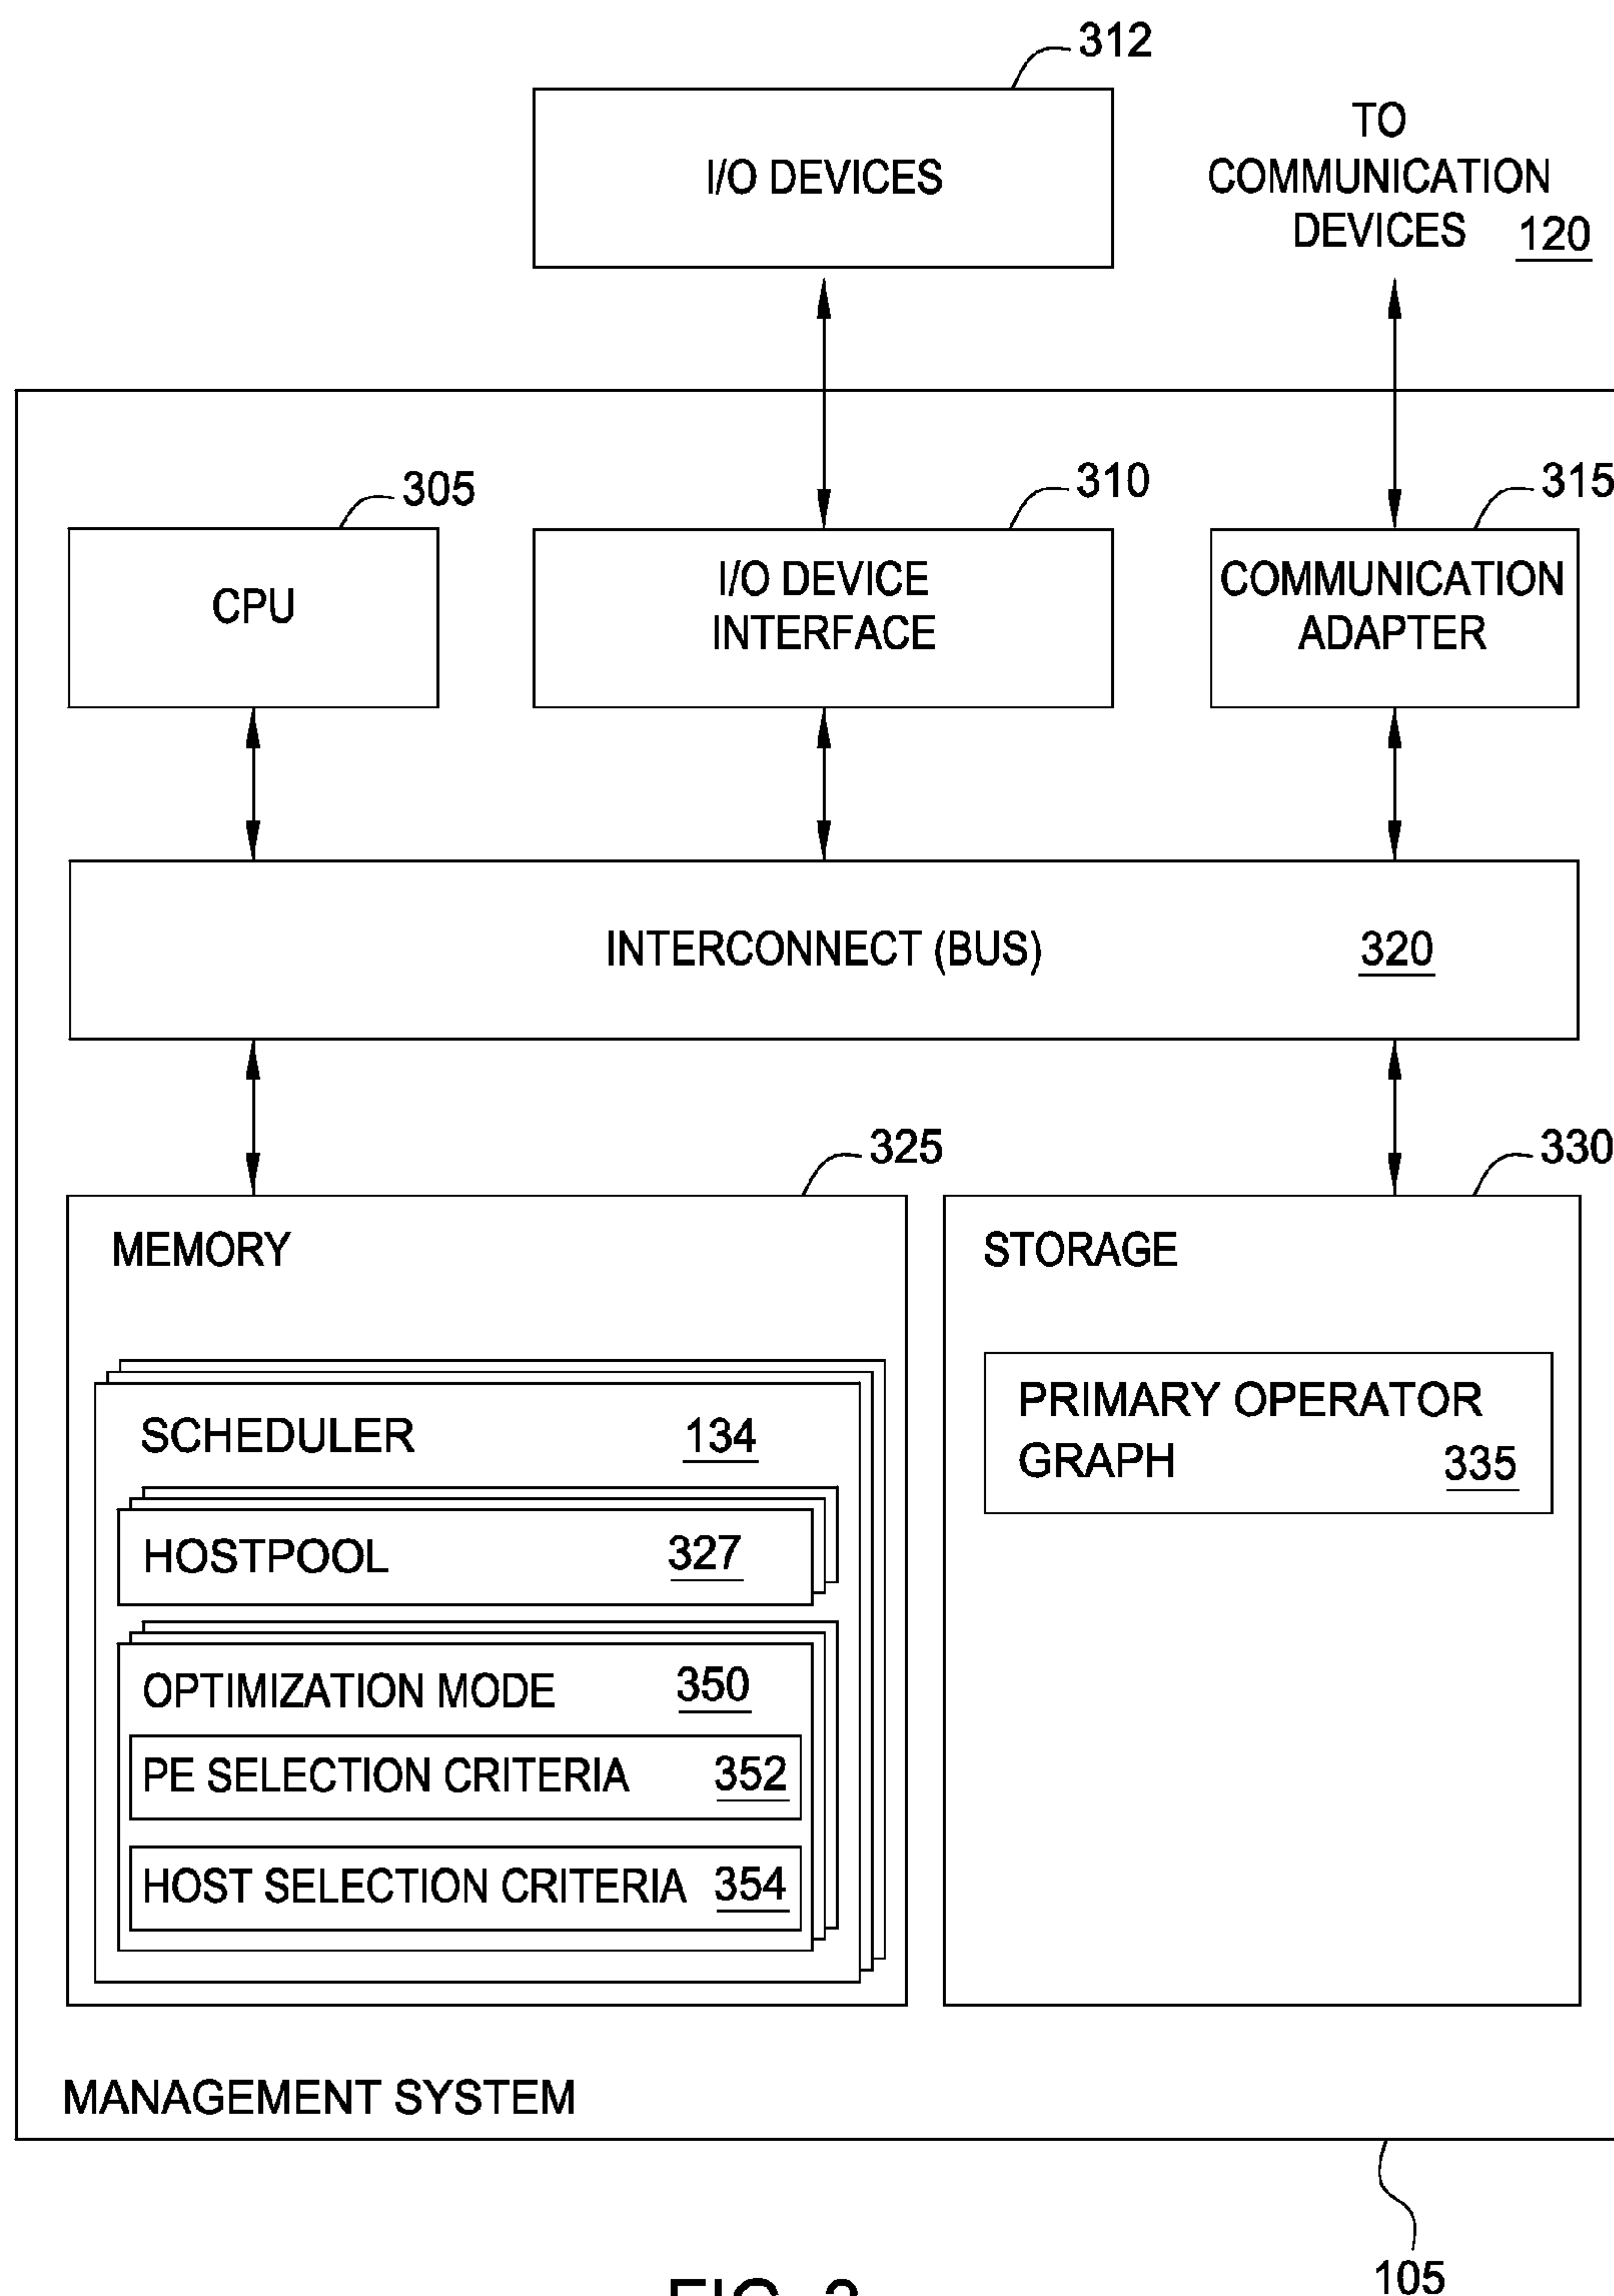 312
I/O DEVICES
TO
COMMUNICATION
DEVICES 120
305
310
315
CPU
I/O DEVICE
INTERFACE
COMMUNICATION
ADAPTER
INTERCONNECT (BUS) 320
325
330
MEMORY
STORAGE
SCHEDULER 134
HOSTPOOL 327
OPTIMIZATION MODE 350
PE SELECTION CRITERIA 352
HOST SELECTION CRITERIA 354
PRIMARY OPERATOR
GRAPH 335
MANAGEMENT SYSTEM
105